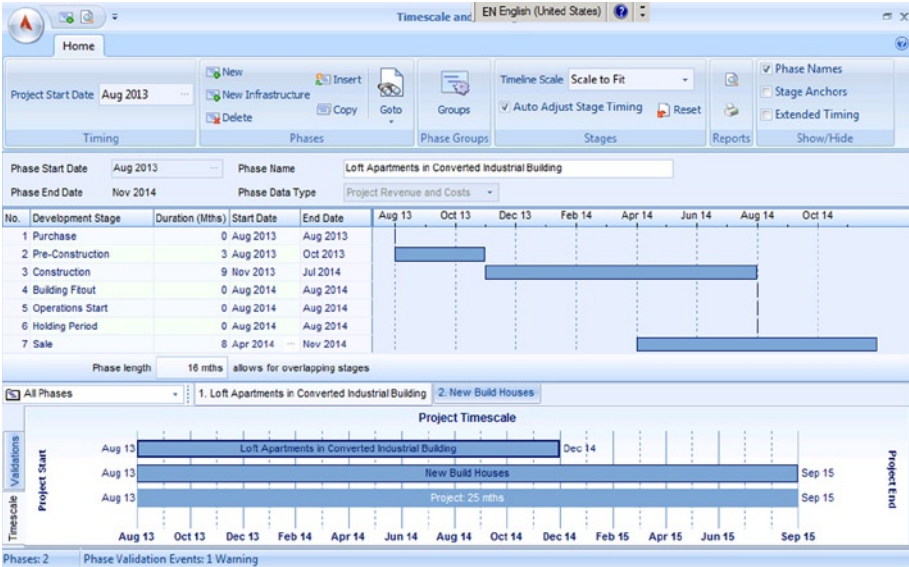 Timescale and
EN English (United States)
Home
Project Start Date Aug 2013
Timing
New
New Infrastructure
Delete
Insert
Copy
Goto
Phases
Groups
Phase Groups
Timeline Scale Scale to Fit
Auto Adjust Stage Timing Reset
Stages
Reports
Phase Names
Stage Anchors
Extended Timing
Show/Hide
Phase Start Date Aug 2013 Phase Name Loft Apartments in Converted Industrial Building
Phase End Date Nov 2014 Phase Data Type Project Revenue and Costs
No. Development Stage Duration (Mths) Start Date End Date Aug 13 Oct 13 Dec 13 Feb 14 Apr 14 Jun 14 Aug 14 Oct 14
1 Purchase 0 Aug 2013 Aug 2013
2 Pre-Construction 3 Aug 2013 Oct 2013
3 Construction 9 Nov 2013 Jul 2014
4 Building Fitout 0 Aug 2014 Aug 2014
5 Operations Start 0 Aug 2014 Aug 2014
6 Holding Period 0 Aug 2014 Aug 2014
7 Sale 8 Apr 2014 Nov 2014
Phase length 16 mths allows for overlapping stages
All Phases 1. Loft Apartments in Converted Industrial Building 2. New Build Houses
Project Timescale
Validations
Timescale
Project Start
Aug 13 Loft Apartments in Converted Industrial Building Dec 14
Aug 13 New Build Houses Sep 15
Aug 13 Project: 25 mths Sep 15
Project End
Aug 13 Oct 13 Dec 13 Feb 14 Apr 14 Jun 14 Aug 14 Oct 14 Dec 14 Feb 15 Apr 15 Jun 15 Sep 15
Phases: 2 Phase Validation Events: 1 Warning